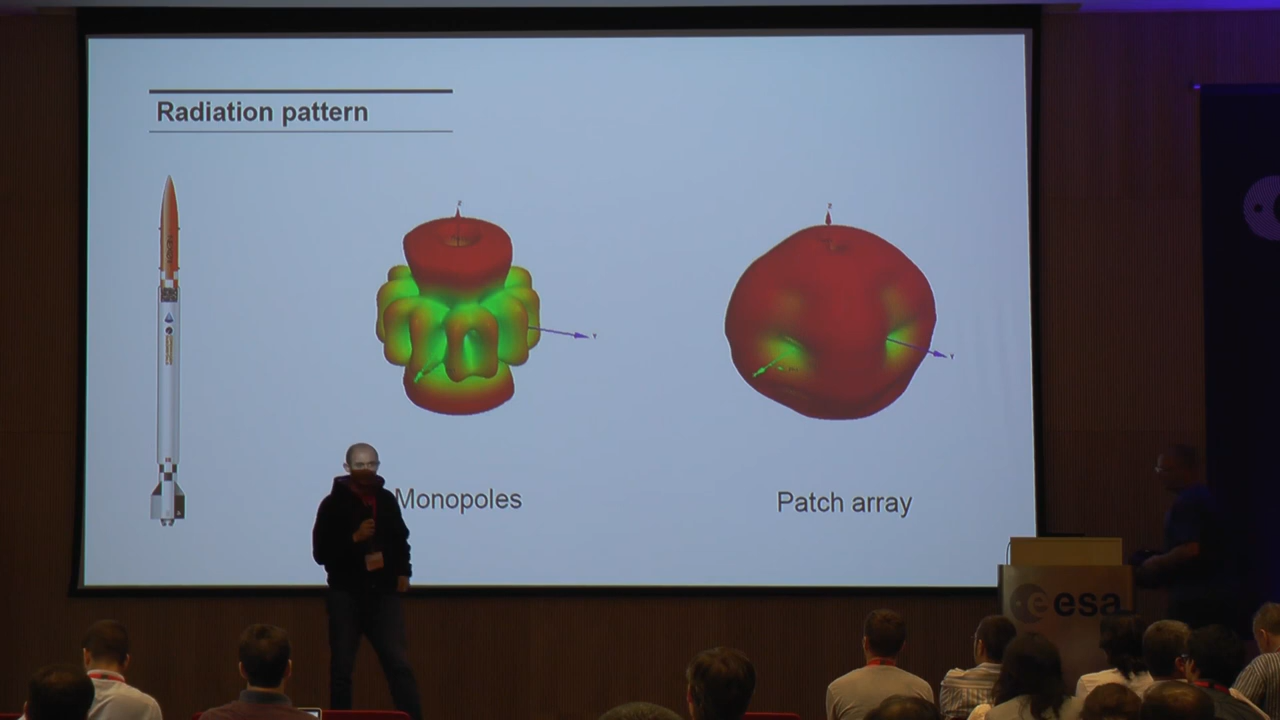 Radiation pattern
z
Y
Monopoles
z
Y
Patch array
esa